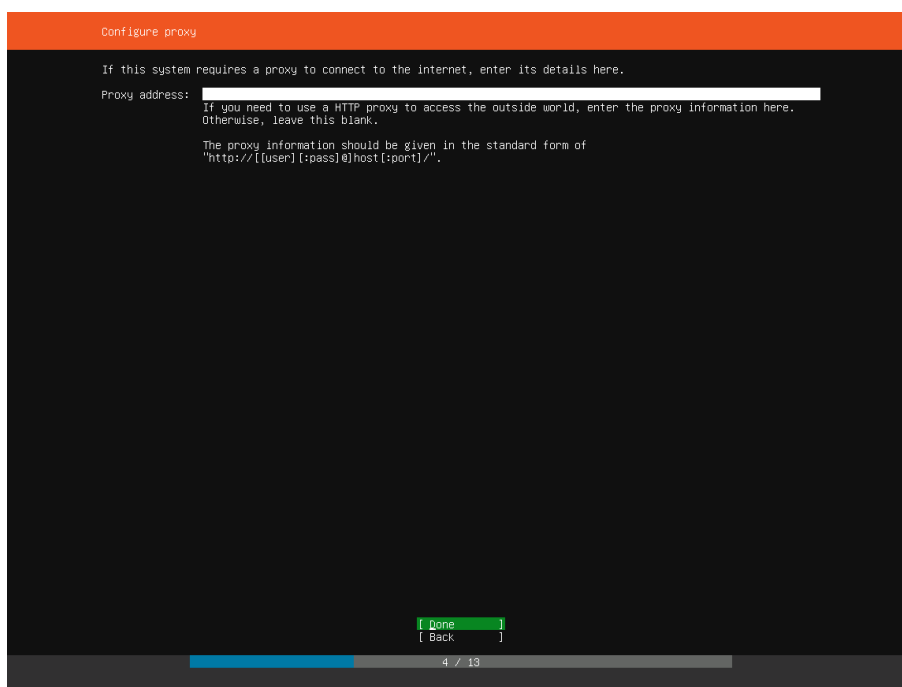 Configure proxy
If this system requires a proxy to connect to the internet, enter its details here.
Proxy address:
If you need to use a HTTP proxy to access the outside world, enter the proxy information here.
Otherwise, leave this blank.
The proxy information should be given in the standard form of
"http://[[user][:pass]@]host[:port]/".
[ Done ]
[ Back ]
4 / 13